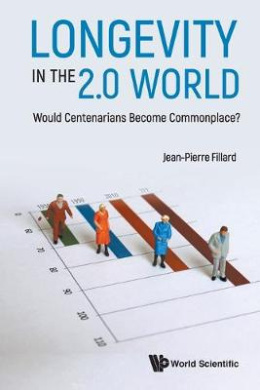 LONGEVITY
IN THE 2.0 WORLD
Would Centenarians Become Commonplace?
Jean-Pierre Fillard
World Scientific